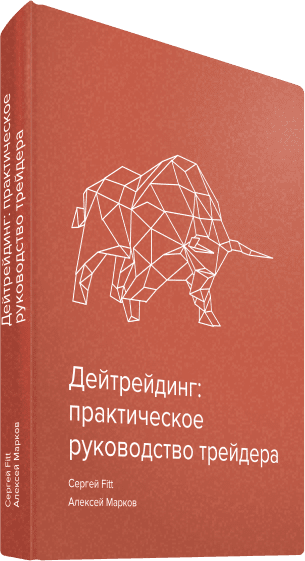 Дейтрейдинг: практическое
руководство трейдера
Сергей Fitt
Алексей Марков
Дейтрейдинг:
практическое
руководство трейдера
Сергей Fitt
Алексей Марков